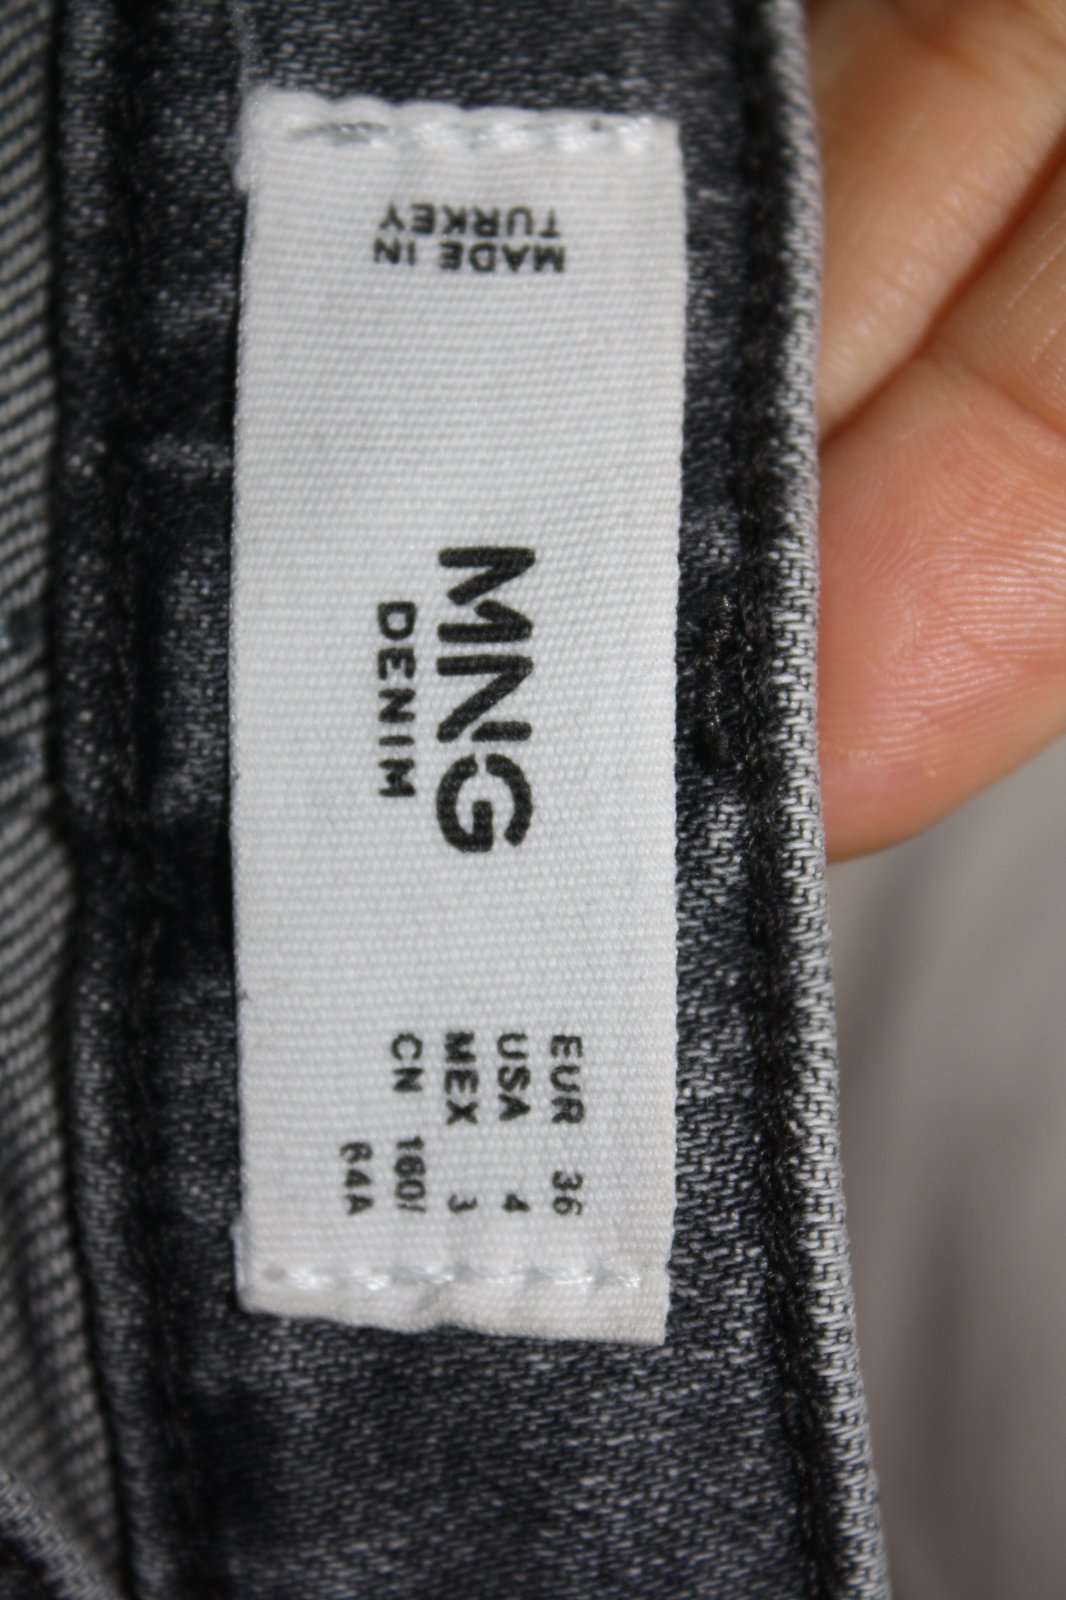 MNG
DENIM
EUR 36
USA 4
MEX 3
CN 160/
64A
MADE IN
TURKEY